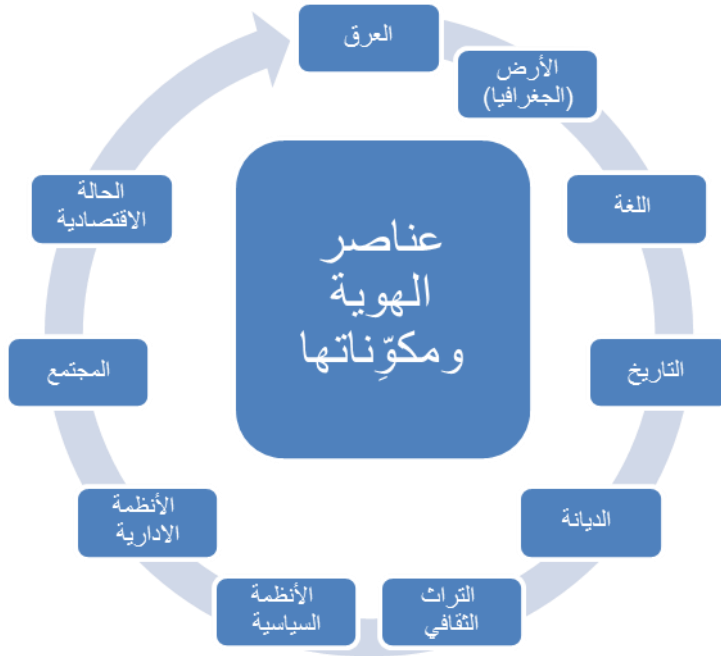 العرق
الأرض
(الجغرافيا)
اللغة
التاريخ
الديانة
التراث
الثقافي
الأنظمة
السياسية
الأنظمة
الادارية
المجتمع
الحالة
الاقتصادية
عناصر
الهوية
ومكوِّناتها